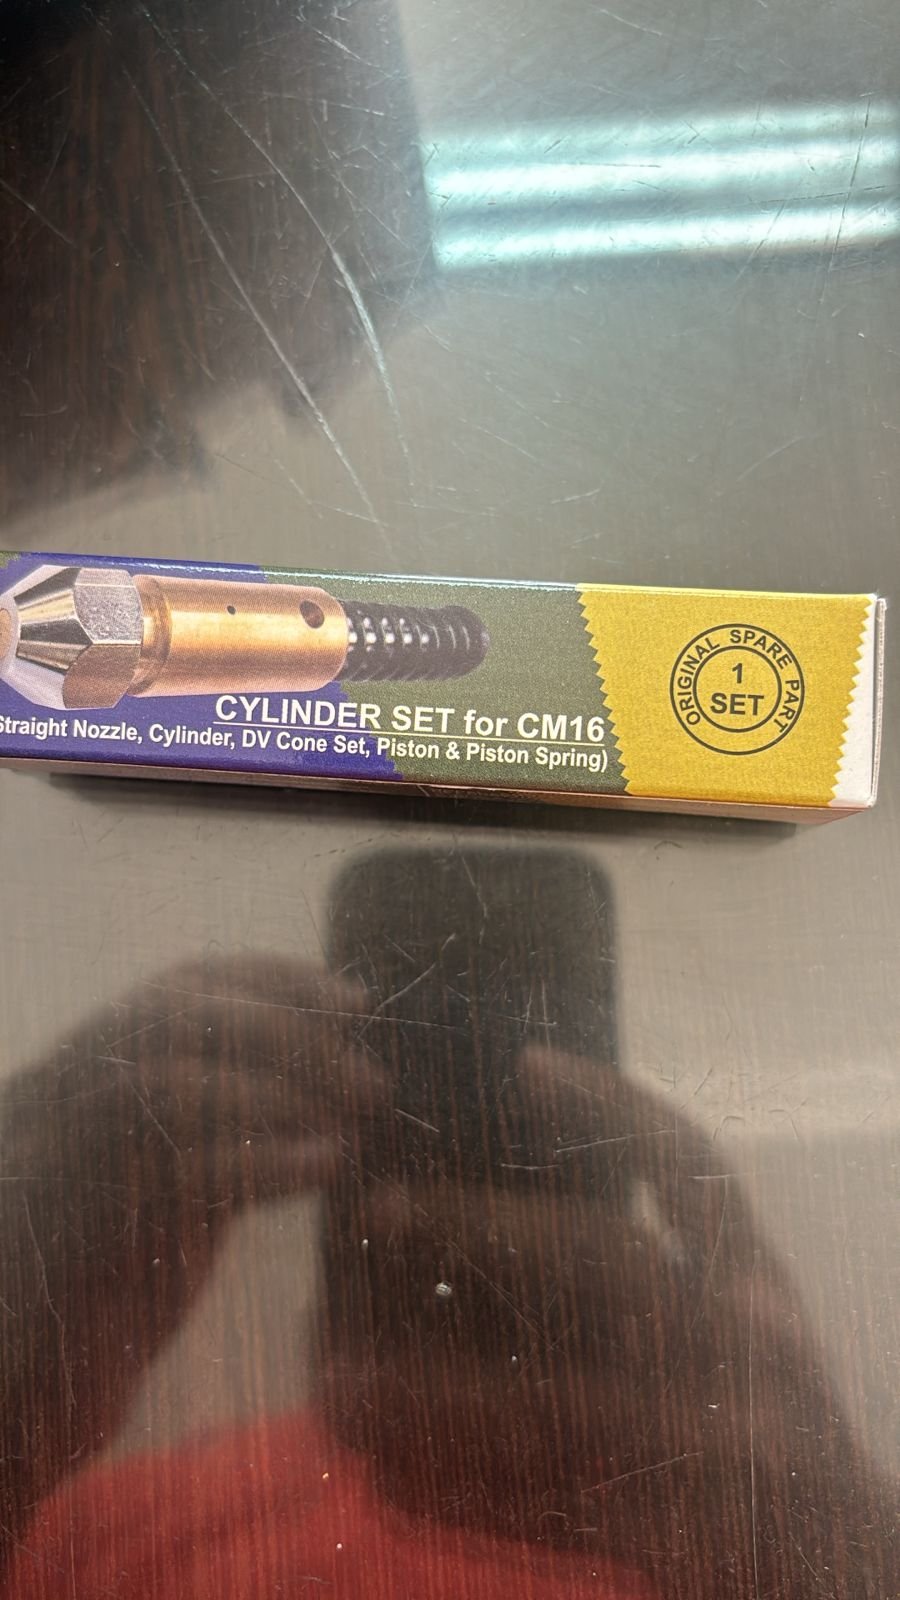 CYLINDER SET for CM16
Straight Nozzle, Cylinder, DV Cone Set, Piston & Piston Spring)
ORIGINAL SPARE PART
1
SET